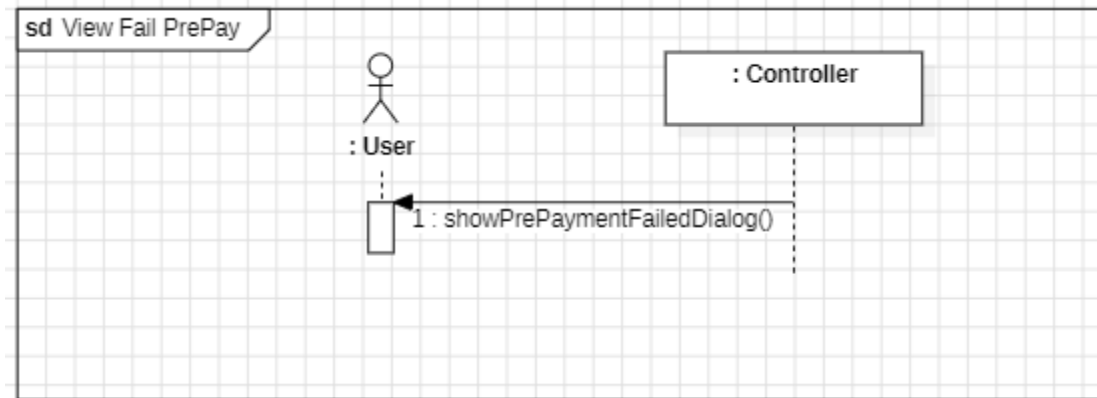 sd View Fail PrePay
: Controller
: User
1 : showPrePaymentFailedDialog()